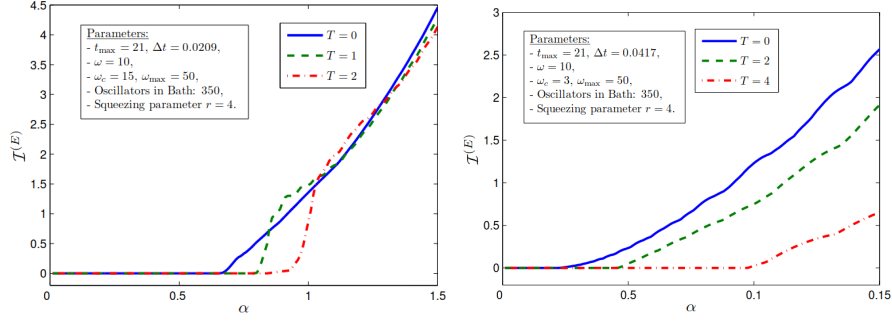 4.5
4
3.5
3
2.5
2
1.5
1
0.5
0
0
0.5
1
1.5
α
𝓘^(E)
Parameters:
- t_max = 21, Δt = 0.0209,
- ω = 10,
- ω_c = 15, ω_max = 50,
- Oscillators in Bath: 350,
- Squeezing parameter r = 4.
T = 0
T = 1
T = 2
3
2.5
2
1.5
1
0.5
0
0
0.5
0.1
0.15
α
𝓘^(E)
Parameters:
- t_max = 21, Δt = 0.0417,
- ω = 10,
- ω_c = 3, ω_max = 50,
- Oscillators in Bath: 350,
- Squeezing parameter r = 4.
T = 0
T = 2
T = 4